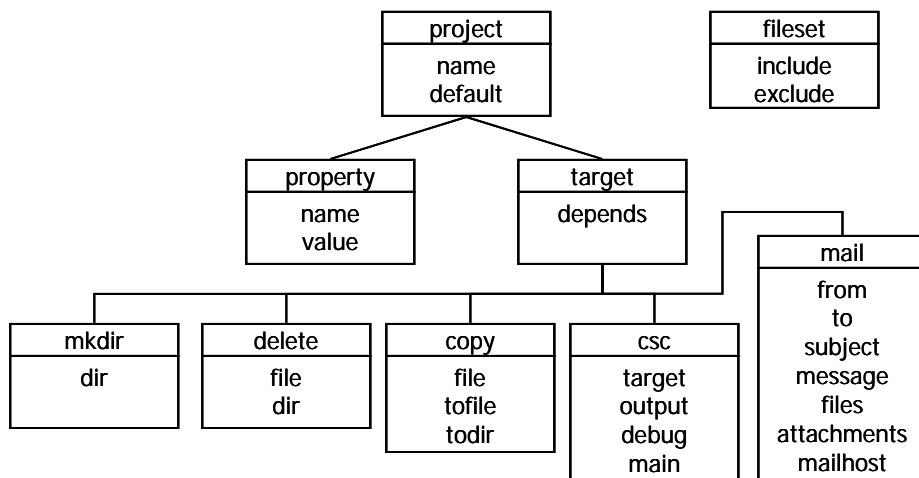 project
name
default
fileset
include
exclude
property
name
value
target
depends
mkdir
dir
delete
file
dir
copy
file
tofile
todir
csc
target
output
debug
main
mail
from
to
subject
message
files
attachments
mailhost